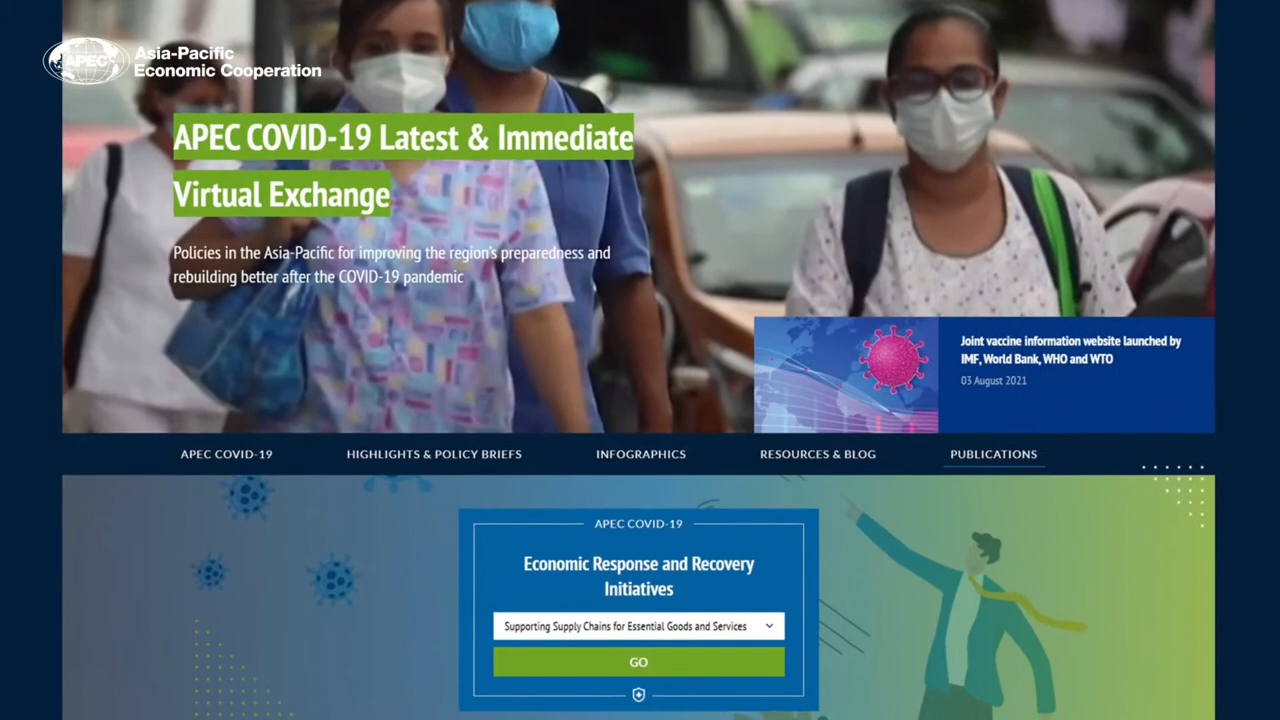 APEC
Asia-Pacific
Economic Cooperation
APEC COVID-19 Latest & Immediate
Virtual Exchange
Policies in the Asia-Pacific for improving the region's preparedness and
rebuilding better after the COVID-19 pandemic
Joint vaccine information website launched by
IMF, World Bank, WHO and WTO
03 August 2021
APEC COVID-19
HIGHLIGHTS & POLICY BRIEFS
INFOGRAPHICS
RESOURCES & BLOG
PUBLICATIONS
APEC COVID-19
Economic Response and Recovery
Initiatives
Supporting Supply Chains for Essential Goods and Services
GO